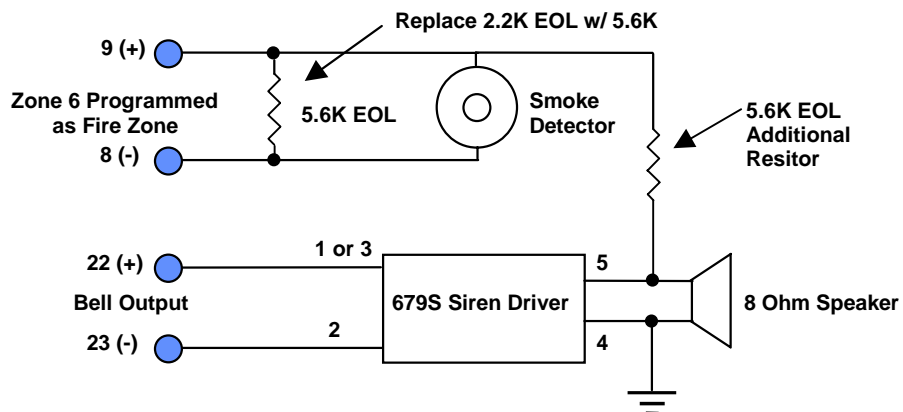 Replace 2.2K EOL w/ 5.6K
9 (+)
Zone 6 Programmed
as Fire Zone
8 (-)
5.6K EOL
Smoke
Detector
5.6K EOL
Additional
Resitor
22 (+)
Bell Output
23 (-)
1 or 3
2
679S Siren Driver
5
4
8 Ohm Speaker